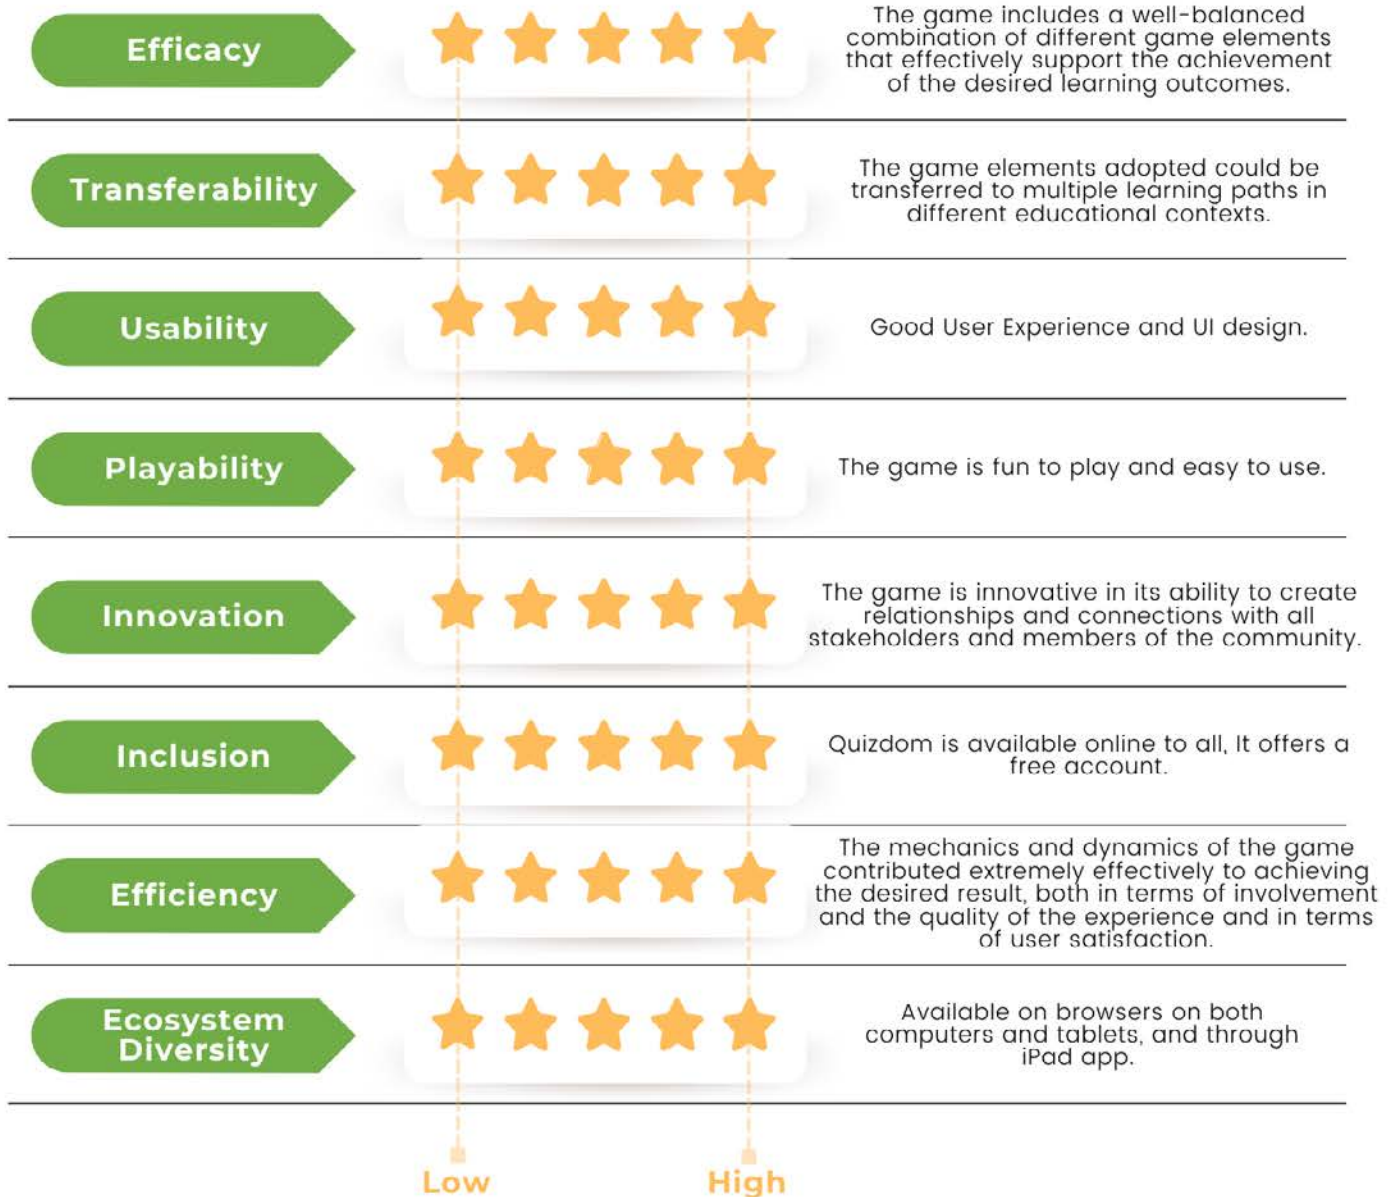 Efficacy
The game includes a well-balanced
combination of different game elements
that effectively support the achievement
of the desired learning outcomes.
Transferability
The game elements adopted could be
transferred to multiple learning paths in
different educational contexts.
Usability
Good User Experience and UI design.
Playability
The game is fun to play and easy to use.
Innovation
The game is innovative in its ability to create
relationships and connections with all
stakeholders and members of the community.
Inclusion
Quizdom is available online to all, It offers a
free account.
Efficiency
The mechanics and dynamics of the game
contributed extremely effectively to achieving
the desired result, both in terms of involvement
and the quality of the experience and in terms
of user satisfaction.
Ecosystem
Diversity
Available on browsers on both
computers and tablets, and through
iPad app.
Low
High